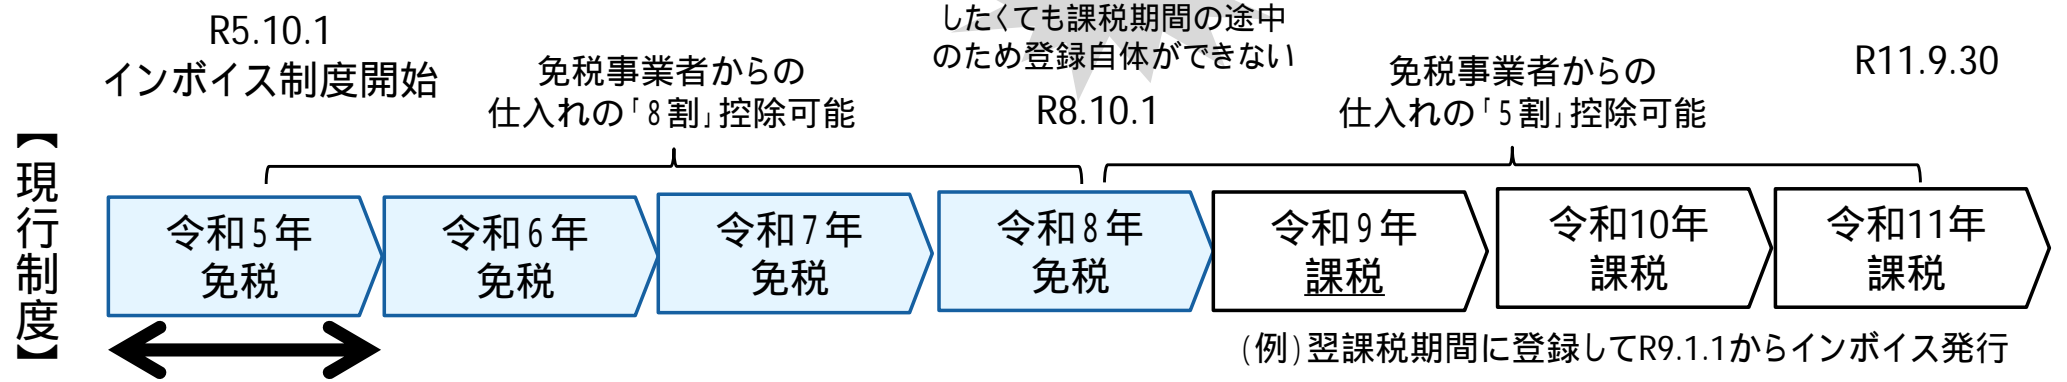 R5.10.1
インボイス制度開始
免税事業者からの
仕入れの「8割」控除可能
したくても課税期間の途中
のため登録自体ができない
R8.10.1
免税事業者からの
仕入れの「5割」控除可能
R11.9.30
【現行制度】
令和5年
免税
令和6年
免税
令和7年
免税
令和8年
免税
令和9年
課税
令和10年
課税
令和11年
課税
(例)翌課税期間に登録してR9.1.1からインボイス発行